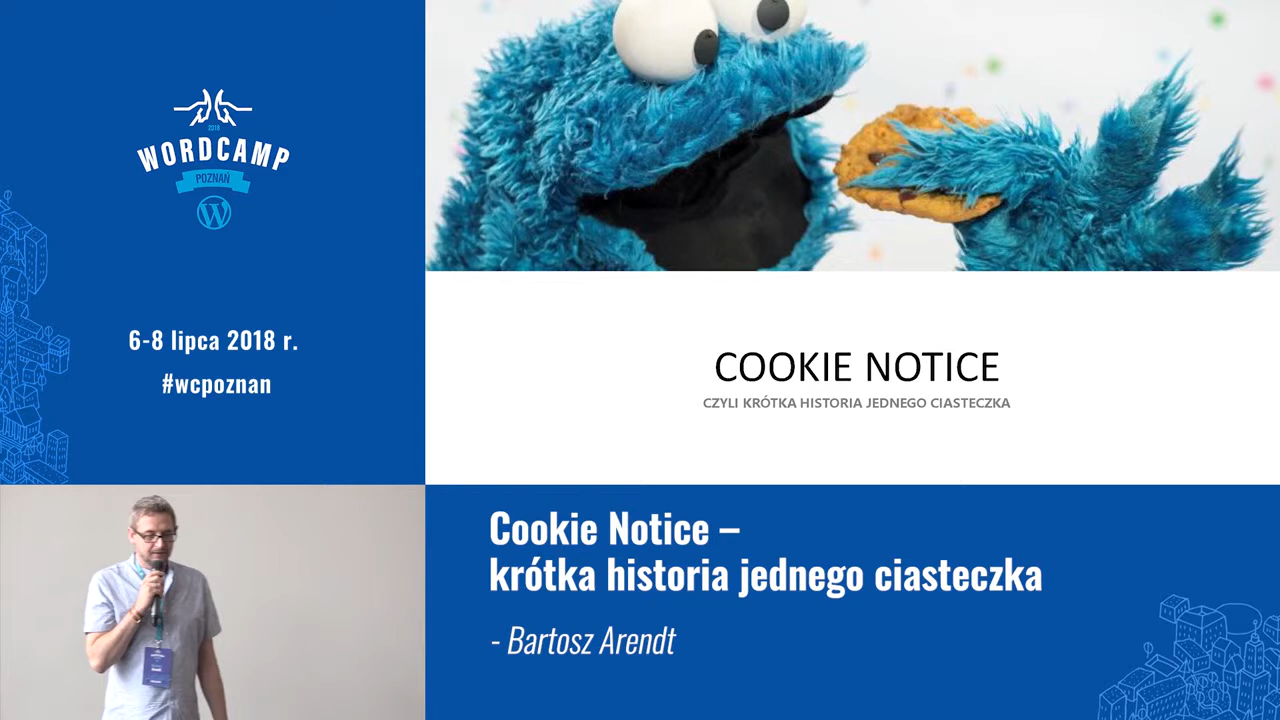 2018
WORDCAMP
POZNAŃ
6-8 lipca 2018 r.
#wcpoznan
COOKIE NOTICE
CZYLI KRÓTKA HISTORIA JEDNEGO CIASTECZKA
Cookie Notice –
krótka historia jednego ciasteczka
- Bartosz Arendt